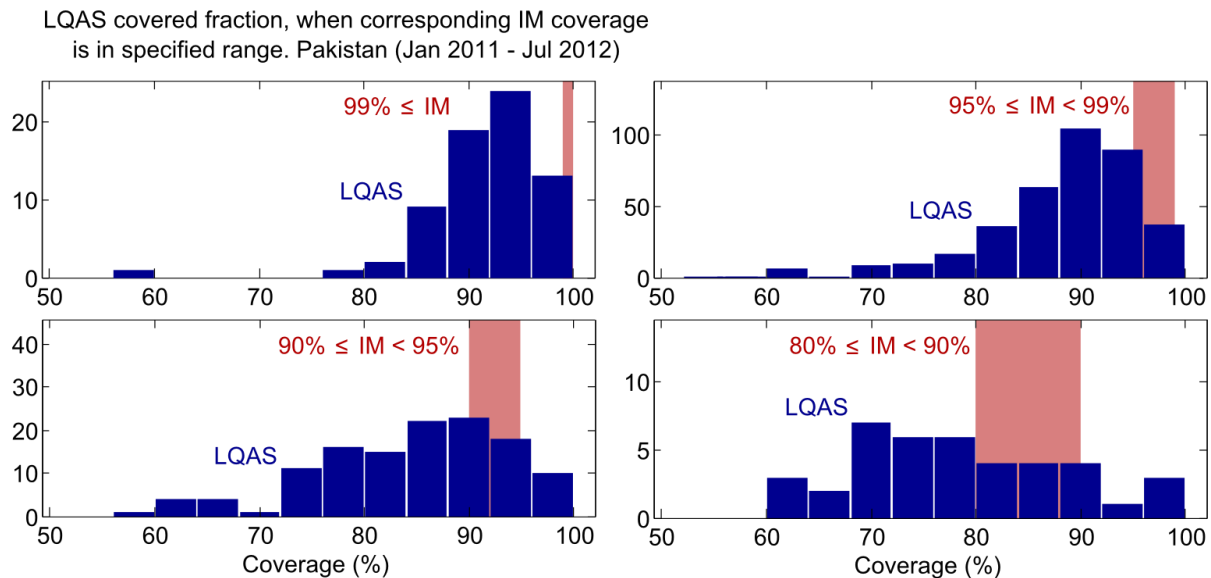 LQAS covered fraction, when corresponding IM coverage
is in specified range. Pakistan (Jan 2011 - Jul 2012)
99% ≤ IM
LQAS
20
10
0
50 60 70 80 90 100
95% ≤ IM < 99%
LQAS
100
50
0
50 60 70 80 90 100
90% ≤ IM < 95%
LQAS
40
30
20
10
0
50 60 70 80 90 100
Coverage (%)
80% ≤ IM < 90%
LQAS
10
5
0
50 60 70 80 90 100
Coverage (%)